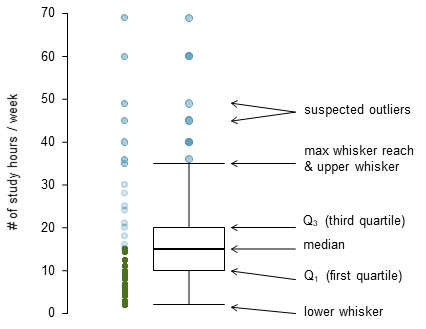 70
60
50
40
30
20
10
0
# of study hours / week
suspected outliers
max whisker reach
& upper whisker
Q₃ (third quartile)
median
Q₁ (first quartile)
lower whisker